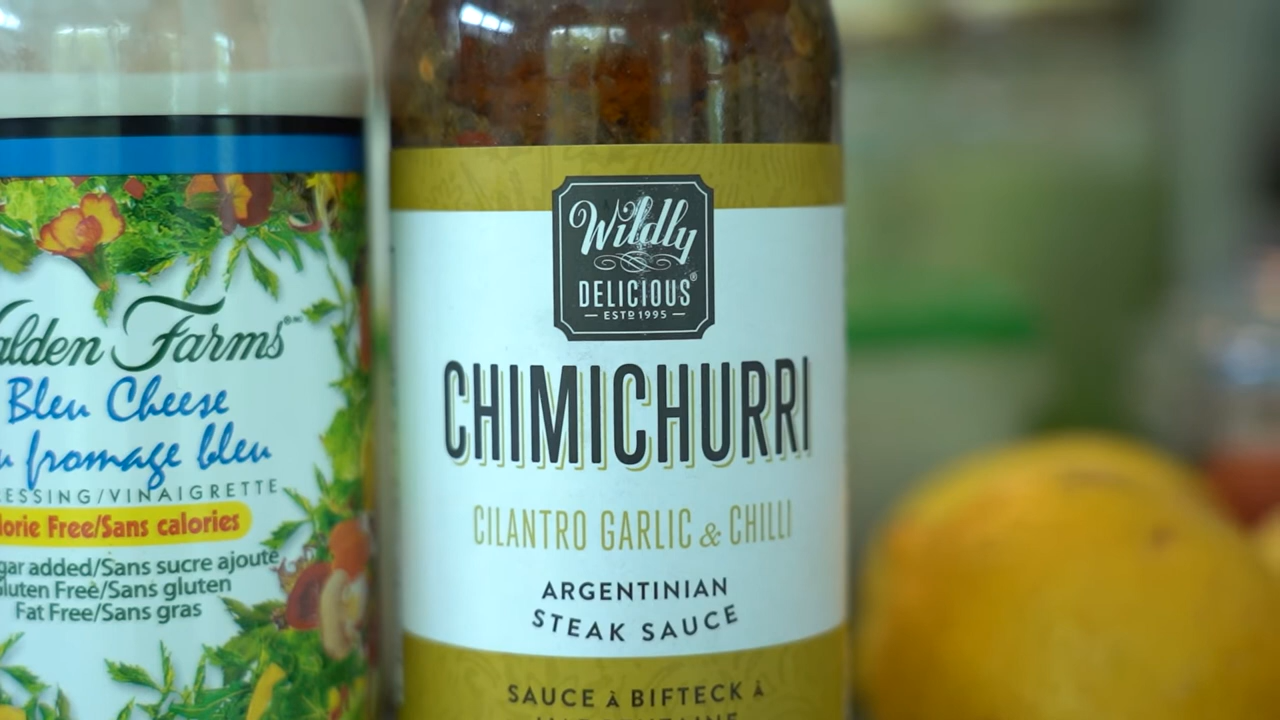 alden Farms
Bleu Cheese
u fromage bleu
ESSING/VINAIGRETTE
lorie Free/Sans calories
gar added/Sans sucre ajouté
luten Free/Sans gluten
Fat Free/Sans gras
Wildly
DELICIOUS®
ESTD 1995
CHIMICHURRI
CILANTRO GARLIC & CHILLI
ARGENTINIAN
STEAK SAUCE
SAUCE À BIFTECK À